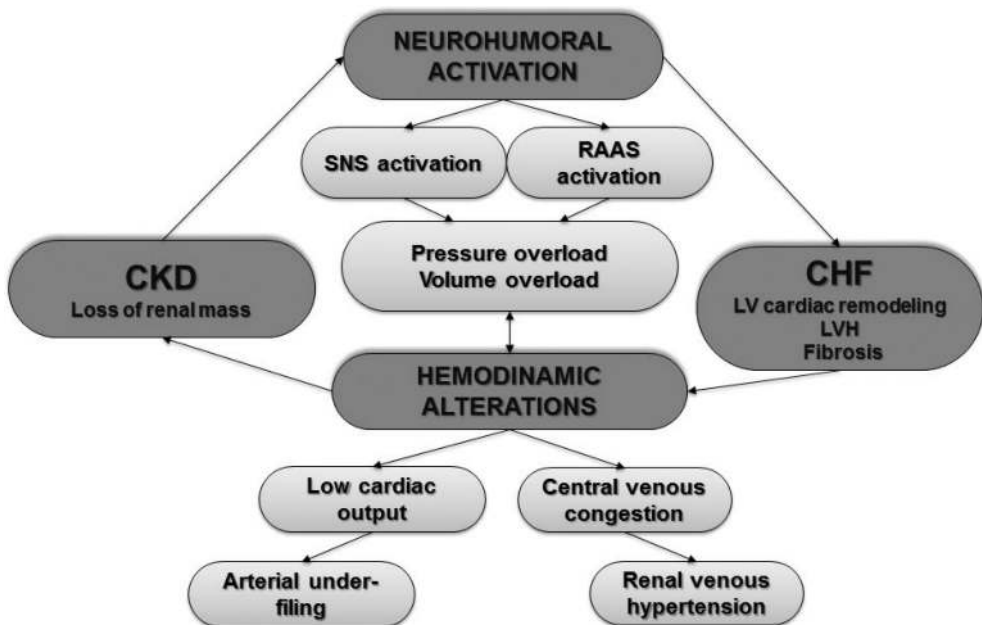 NEUROHUMORAL
ACTIVATION
SNS activation
RAAS
activation
Pressure overload
Volume overload
CKD
Loss of renal mass
CHF
LV cardiac remodeling
LVH
Fibrosis
HEMODINAMIC
ALTERATIONS
Low cardiac
output
Central venous
congestion
Arterial under-
filing
Renal venous
hypertension